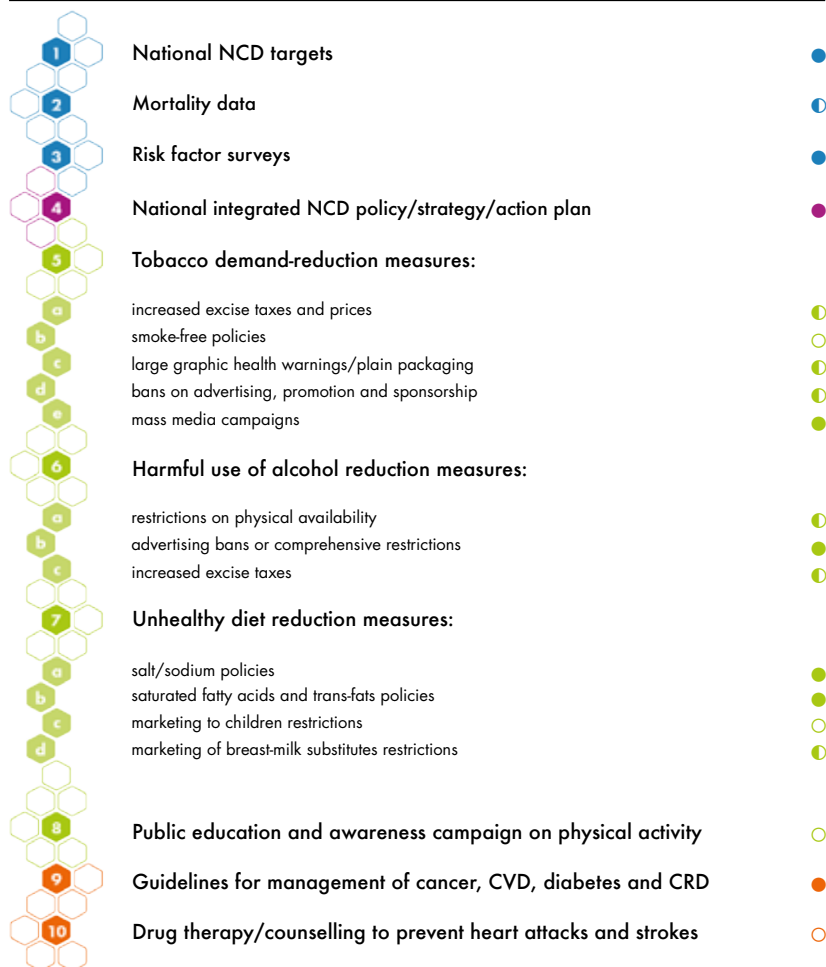 1 National NCD targets ●
2 Mortality data ◐
3 Risk factor surveys ●
4 National integrated NCD policy/strategy/action plan ●
5 Tobacco demand-reduction measures:
a increased excise taxes and prices ◐
b smoke-free policies ○
c large graphic health warnings/plain packaging ◐
d bans on advertising, promotion and sponsorship ◐
e mass media campaigns ●
6 Harmful use of alcohol reduction measures:
a restrictions on physical availability ◐
b advertising bans or comprehensive restrictions ●
c increased excise taxes ◐
7 Unhealthy diet reduction measures:
a salt/sodium policies ●
b saturated fatty acids and trans-fats policies ●
c marketing to children restrictions ○
d marketing of breast-milk substitutes restrictions ◐
8 Public education and awareness campaign on physical activity ○
9 Guidelines for management of cancer, CVD, diabetes and CRD ●
10 Drug therapy/counselling to prevent heart attacks and strokes ○